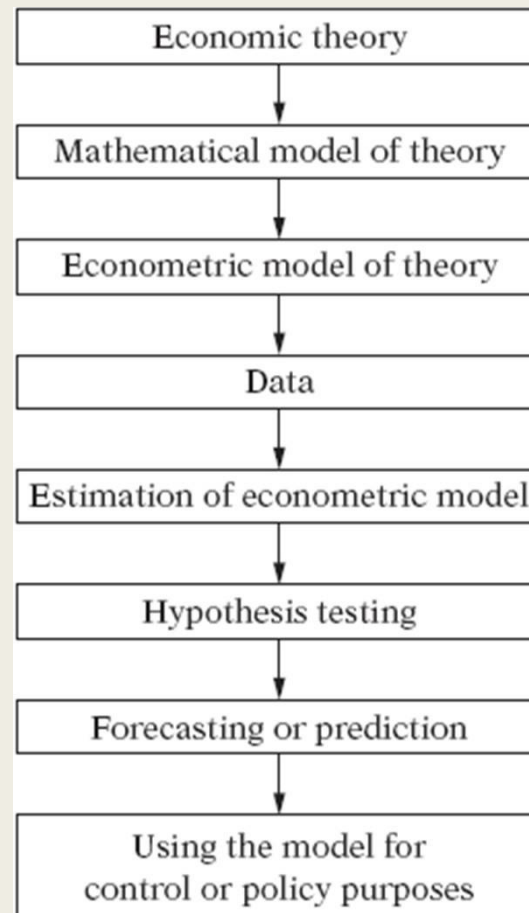 Economic theory
Mathematical model of theory
Econometric model of theory
Data
Estimation of econometric model
Hypothesis testing
Forecasting or prediction
Using the model for
control or policy purposes